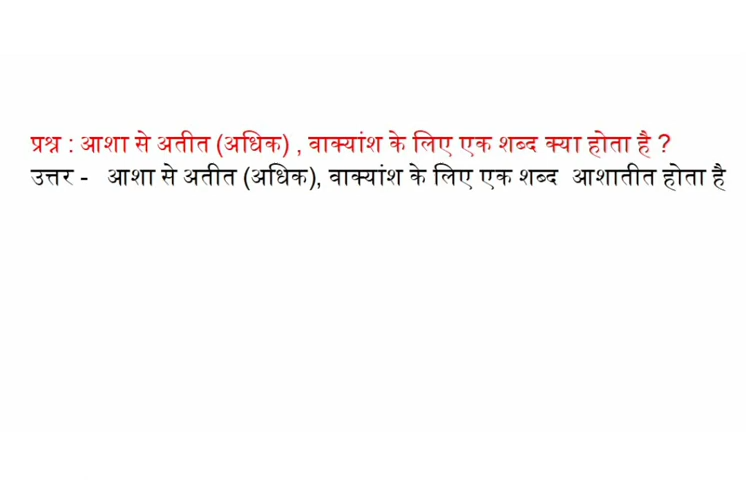 प्रश्न : आशा से अतीत (अधिक) , वाक्यांश के लिए एक शब्द क्या होता है ?
उत्तर - आशा से अतीत (अधिक), वाक्यांश के लिए एक शब्द आशातीत होता है